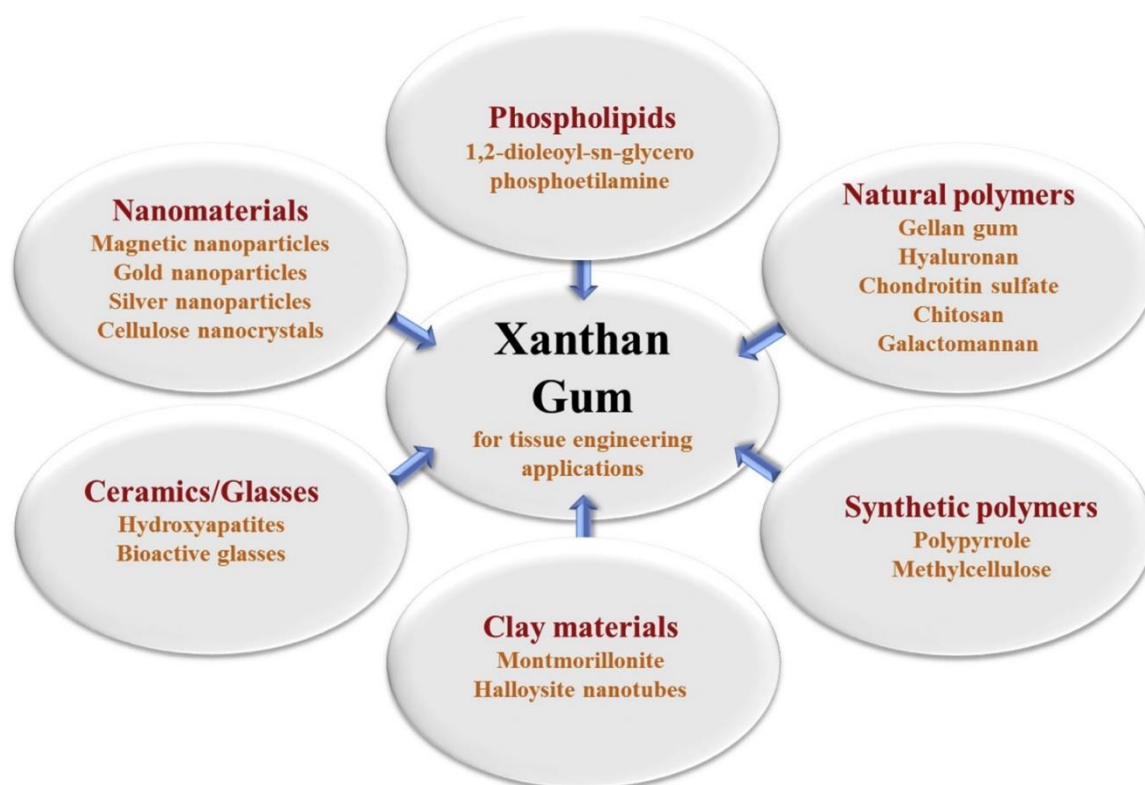 Phospholipids
1,2-dioleoyl-sn-glycero
phosphoetilamine
Nanomaterials
Magnetic nanoparticles
Gold nanoparticles
Silver nanoparticles
Cellulose nanocrystals
Natural polymers
Gellan gum
Hyaluronan
Chondroitin sulfate
Chitosan
Galactomannan
Xanthan
Gum
for tissue engineering
applications
Ceramics/Glasses
Hydroxyapatites
Bioactive glasses
Synthetic polymers
Polypyrrole
Methylcellulose
Clay materials
Montmorillonite
Halloysite nanotubes